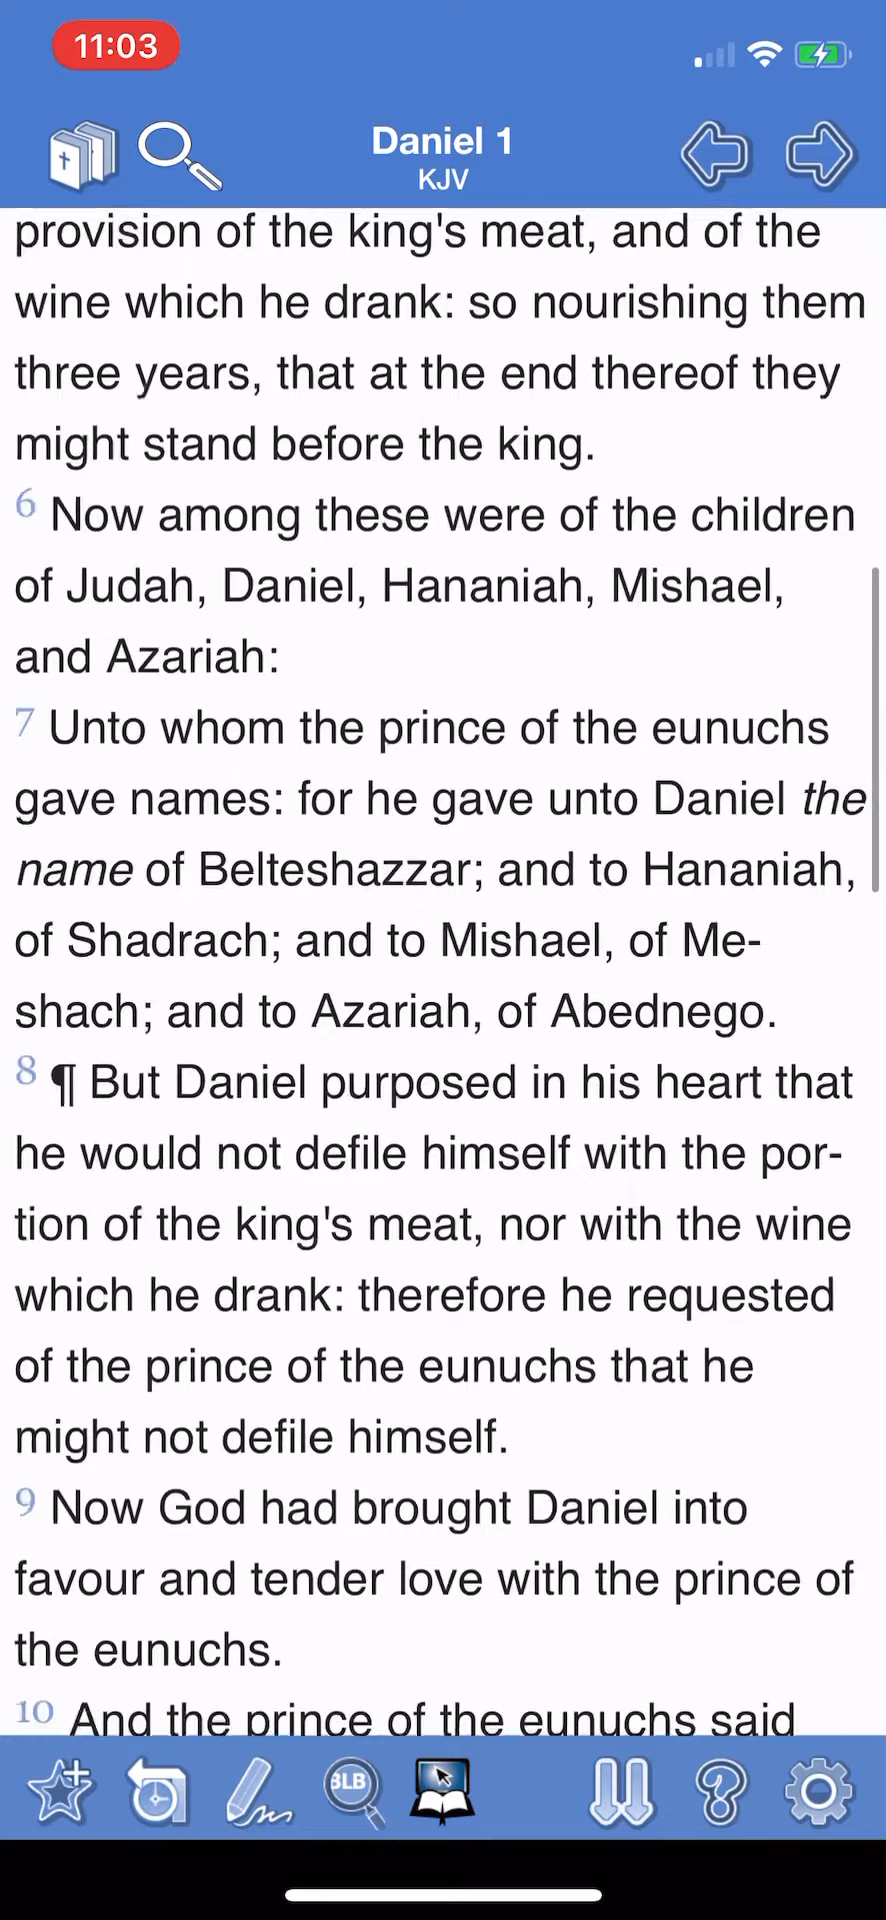 11:03
Daniel 1
KJV
provision of the king's meat, and of the
wine which he drank: so nourishing them
three years, that at the end thereof they
might stand before the king.
6 Now among these were of the children
of Judah, Daniel, Hananiah, Mishael,
and Azariah:
7 Unto whom the prince of the eunuchs
gave names: for he gave unto Daniel the
name of Belteshazzar; and to Hananiah,
of Shadrach; and to Mishael, of Me-
shach; and to Azariah, of Abednego.
8 ¶ But Daniel purposed in his heart that
he would not defile himself with the por-
tion of the king's meat, nor with the wine
which he drank: therefore he requested
of the prince of the eunuchs that he
might not defile himself.
9 Now God had brought Daniel into
favour and tender love with the prince of
the eunuchs.
10 And the prince of the eunuchs said
BLB